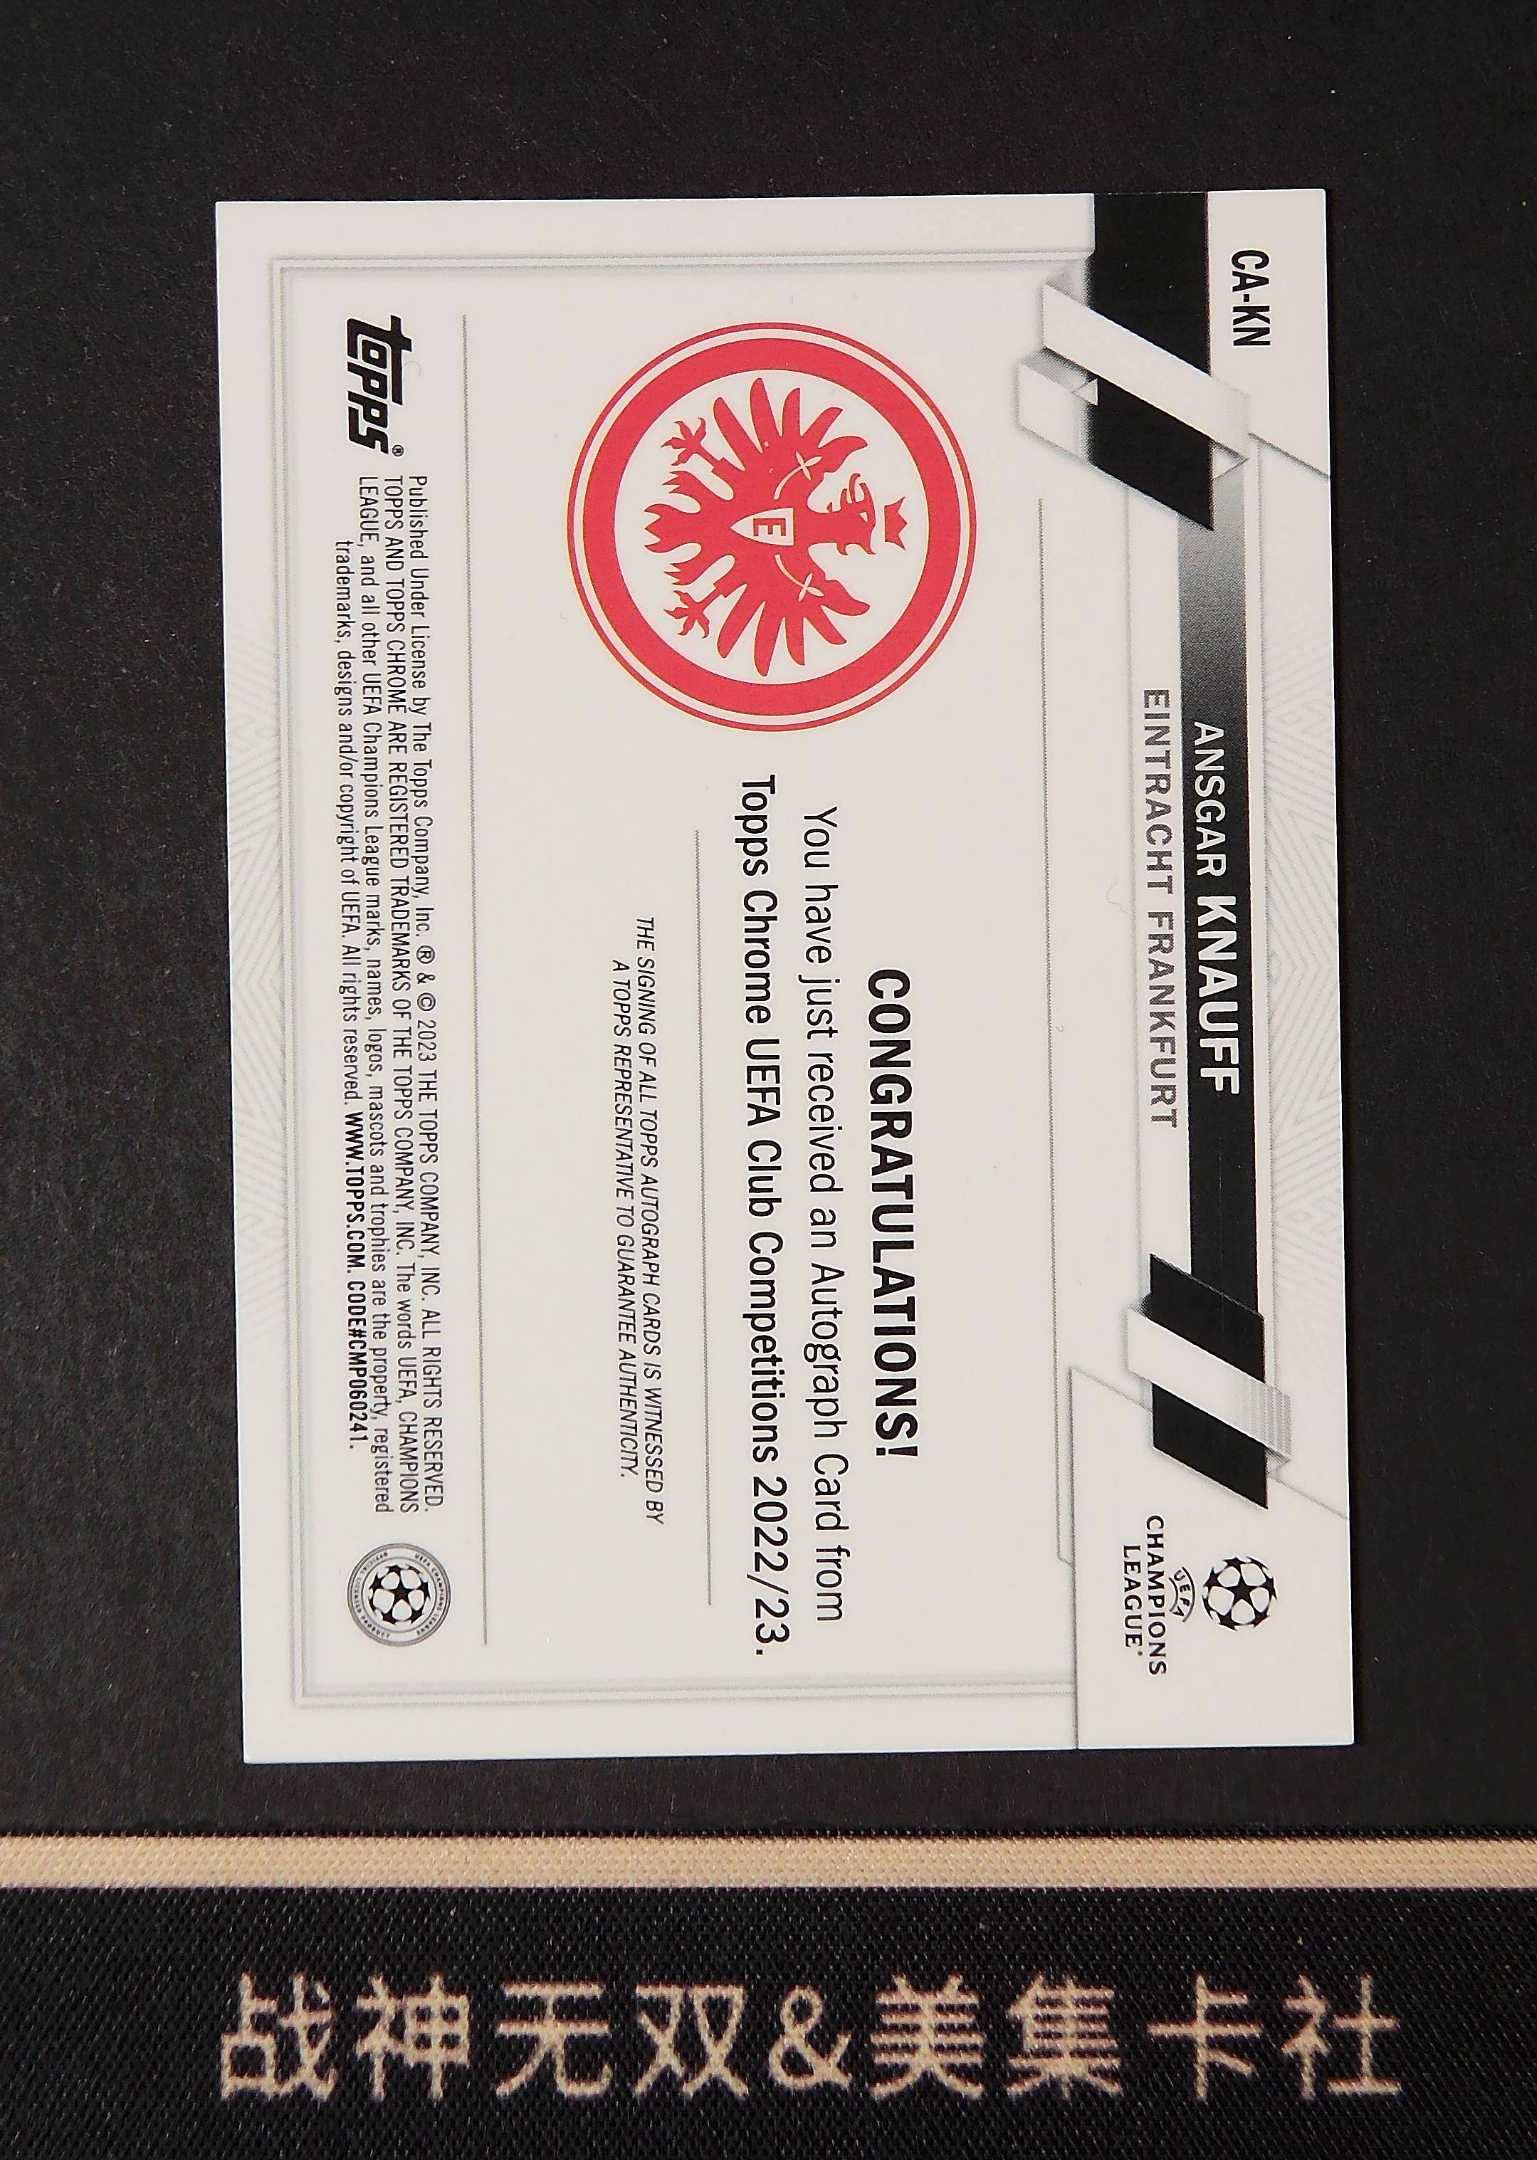 CA-KN
ANSGAR KNAUFF
EINTRACHT FRANKFURT
UEFA
CHAMPIONS
LEAGUE
E
CONGRATULATIONS!
You have just received an Autograph Card from
Topps Chrome UEFA Club Competitions 2022/23.
THE SIGNING OF ALL TOPPS AUTOGRAPH CARDS IS WITNESSED BY
A TOPPS REPRESENTATIVE TO GUARANTEE AUTHENTICITY.
topps®
Published Under License by The Topps Company, Inc. ® & © 2023 THE TOPPS COMPANY, INC. ALL RIGHTS RESERVED.
TOPPS AND TOPPS CHROME ARE REGISTERED TRADEMARKS OF THE TOPPS COMPANY, INC. The words UEFA, CHAMPIONS
LEAGUE, and all other UEFA Champions League marks, names, logos, mascots and trophies are the property, registered
trademarks, designs and/or copyright of UEFA. All rights reserved. WWW.TOPPS.COM. CODE#CMP060241.
战神无双&美集卡社